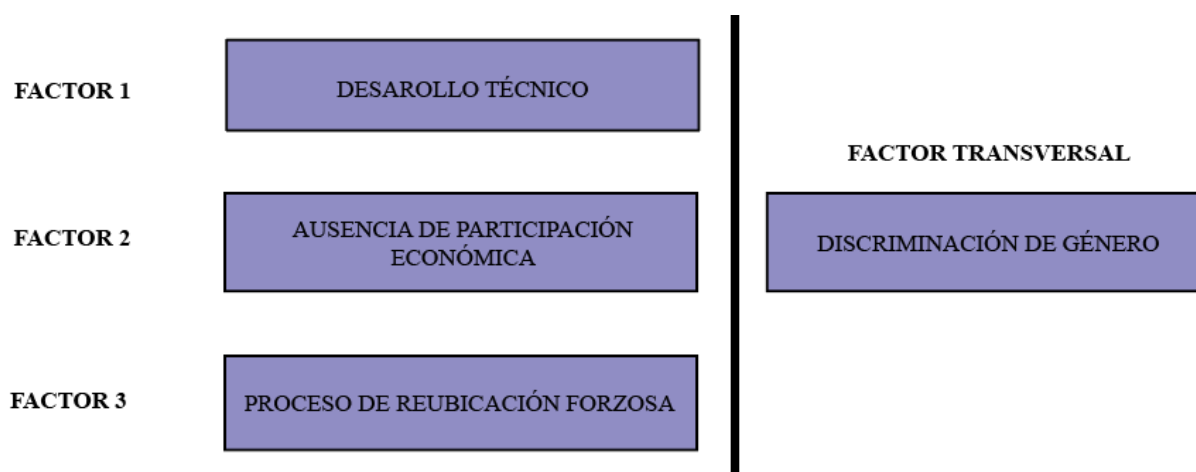 FACTOR 1
DESAROLLO TÉCNICO
FACTOR 2
AUSENCIA DE PARTICIPACIÓN
ECONÓMICA
FACTOR 3
PROCESO DE REUBICACIÓN FORZOSA
FACTOR TRANSVERSAL
DISCRIMINACIÓN DE GÉNERO